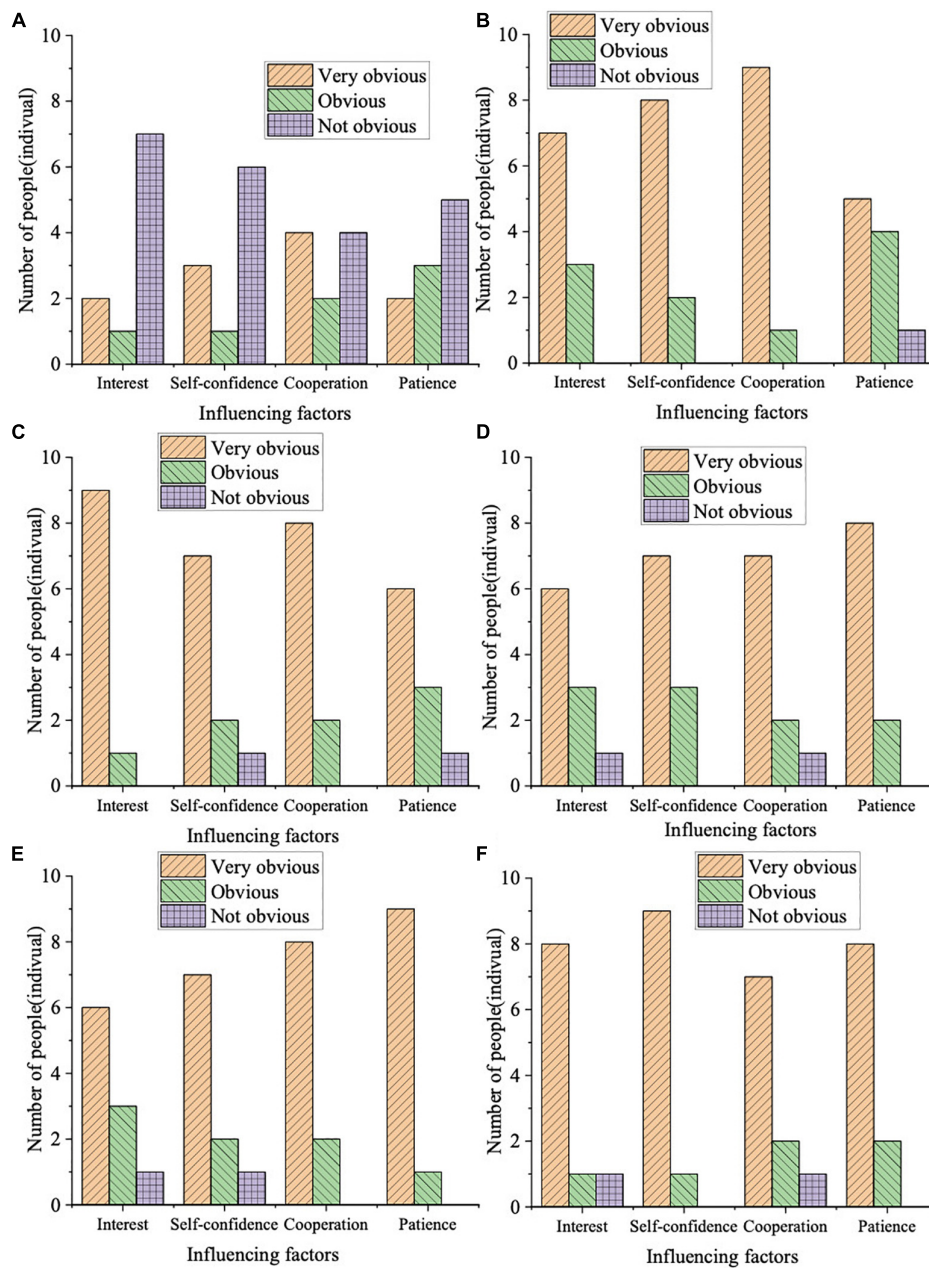 A
Very obvious
Obvious
Not obvious
Number of people(indivual)
10
8
6
4
2
0
Interest Self-confidence Cooperation Patience
Influencing factors
B
Very obvious
Obvious
Not obvious
Number of people(indivual)
10
8
6
4
2
0
Interest Self-confidence Cooperation Patience
Influencing factors
C
Very obvious
Obvious
Not obvious
Number of people(indivual)
10
8
6
4
2
0
Interest Self-confidence Cooperation Patience
Influencing factors
D
Very obvious
Obvious
Not obvious
Number of people(indivual)
10
8
6
4
2
0
Interest Self-confidence Cooperation Patience
Influencing factors
E
Very obvious
Obvious
Not obvious
Number of people(indivual)
10
8
6
4
2
0
Interest Self-confidence Cooperation Patience
Influencing factors
F
Very obvious
Obvious
Not obvious
Number of people(indivual)
10
8
6
4
2
0
Interest Self-confidence Cooperation Patience
Influencing factors